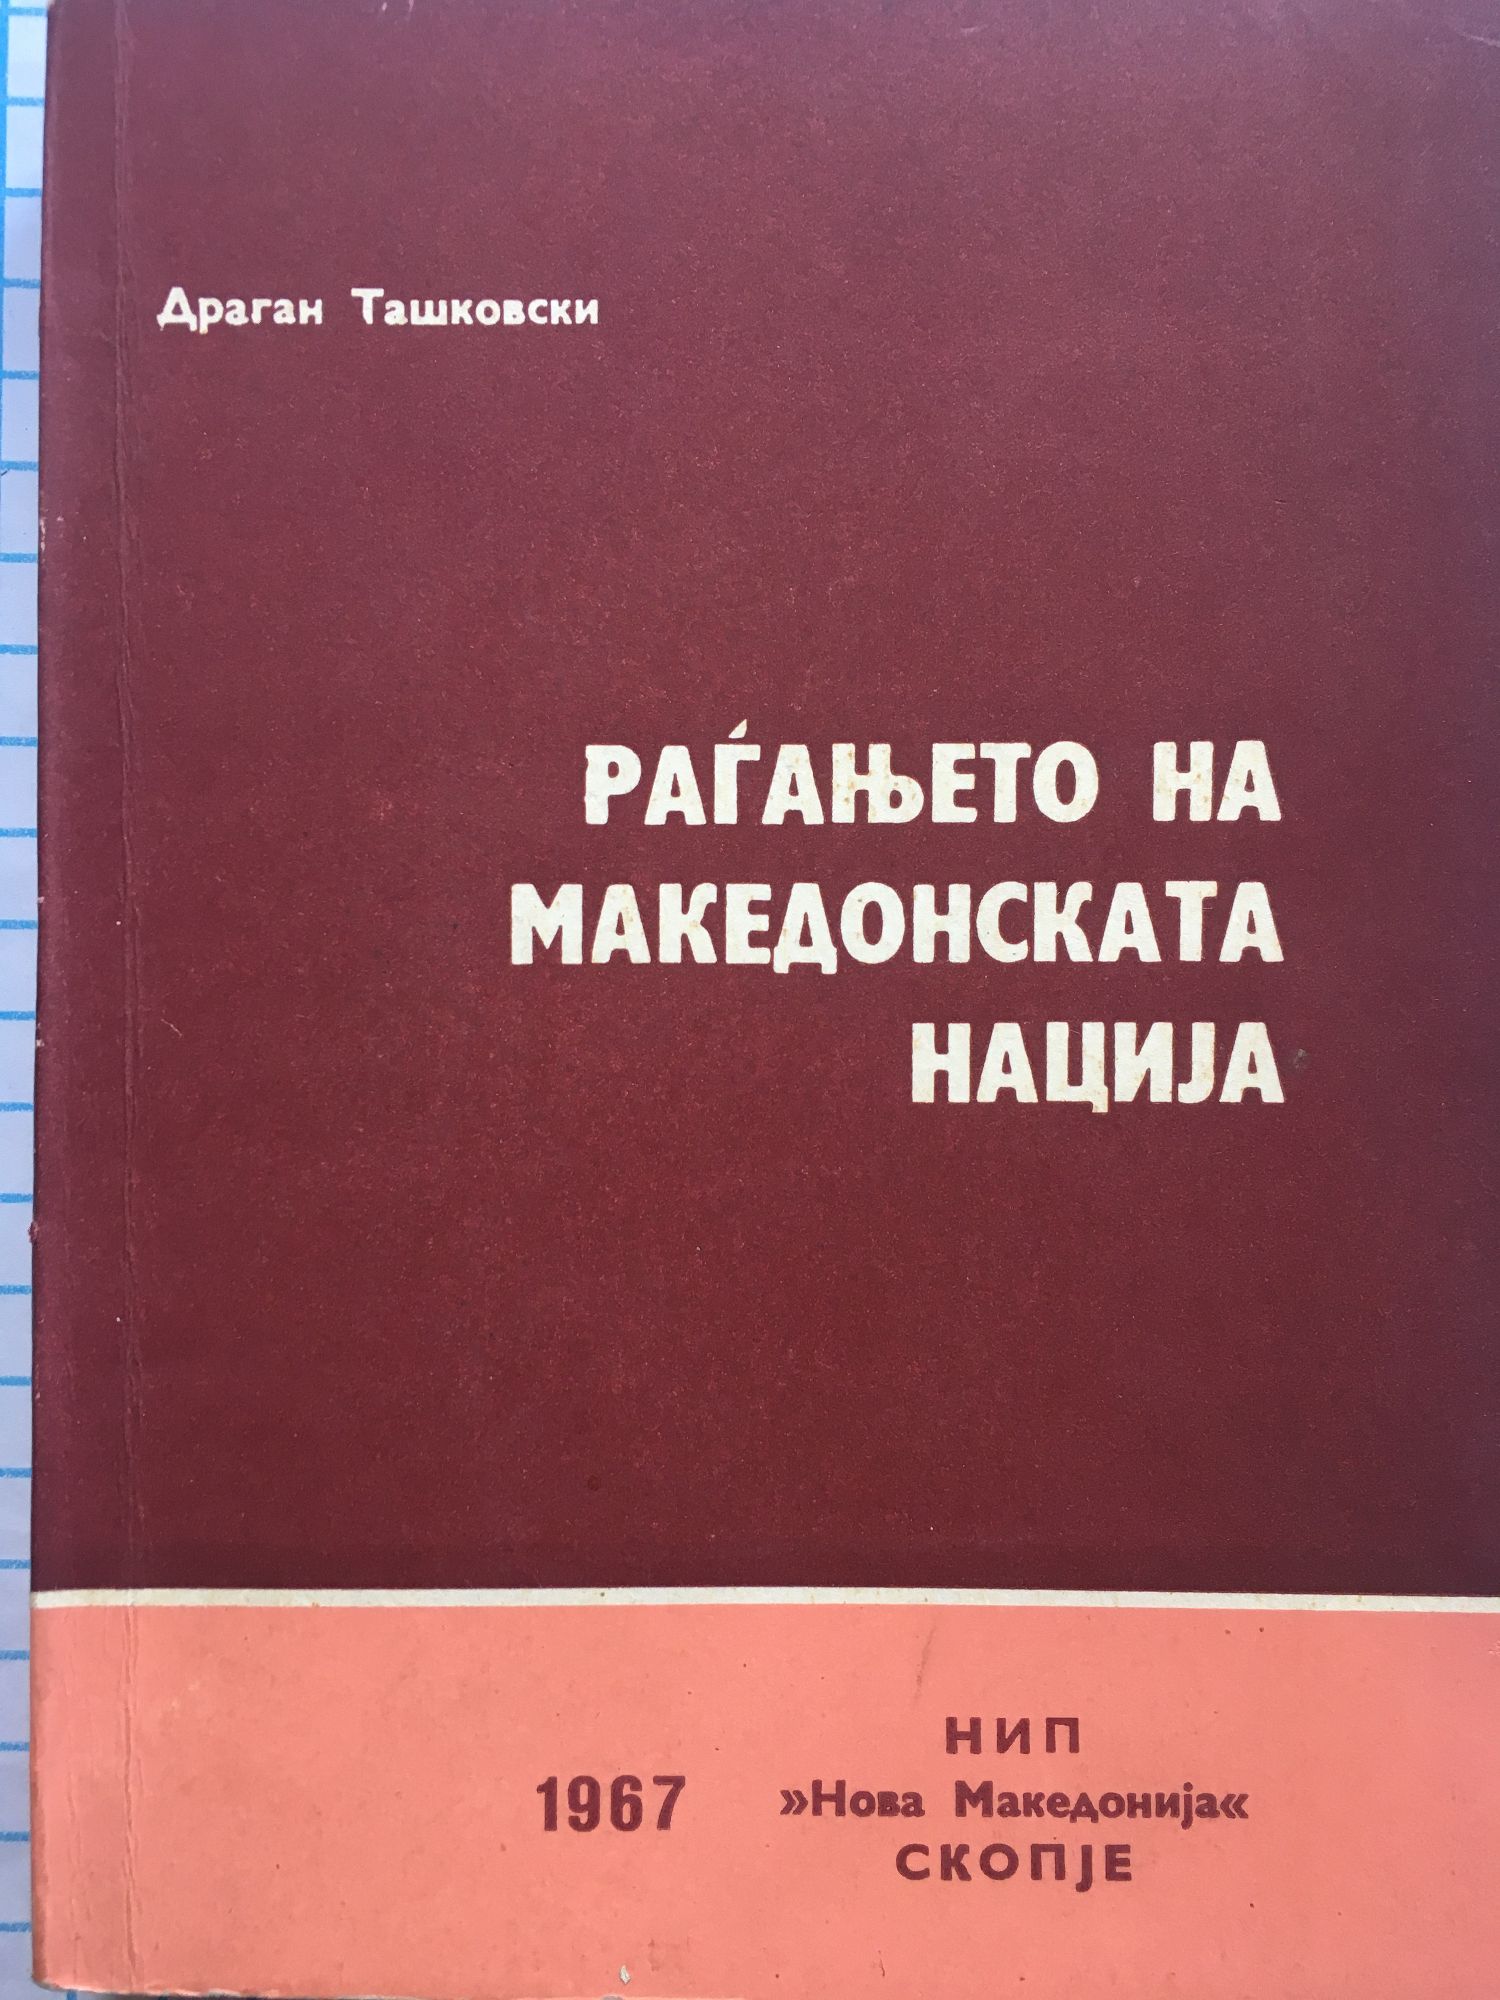 Драган Ташковски
РАЃАЊЕТО НА
МАКЕДОНСКАТА
НАЦИЈА
1967
НИП
»Нова Македонија«
СКОПЈЕ